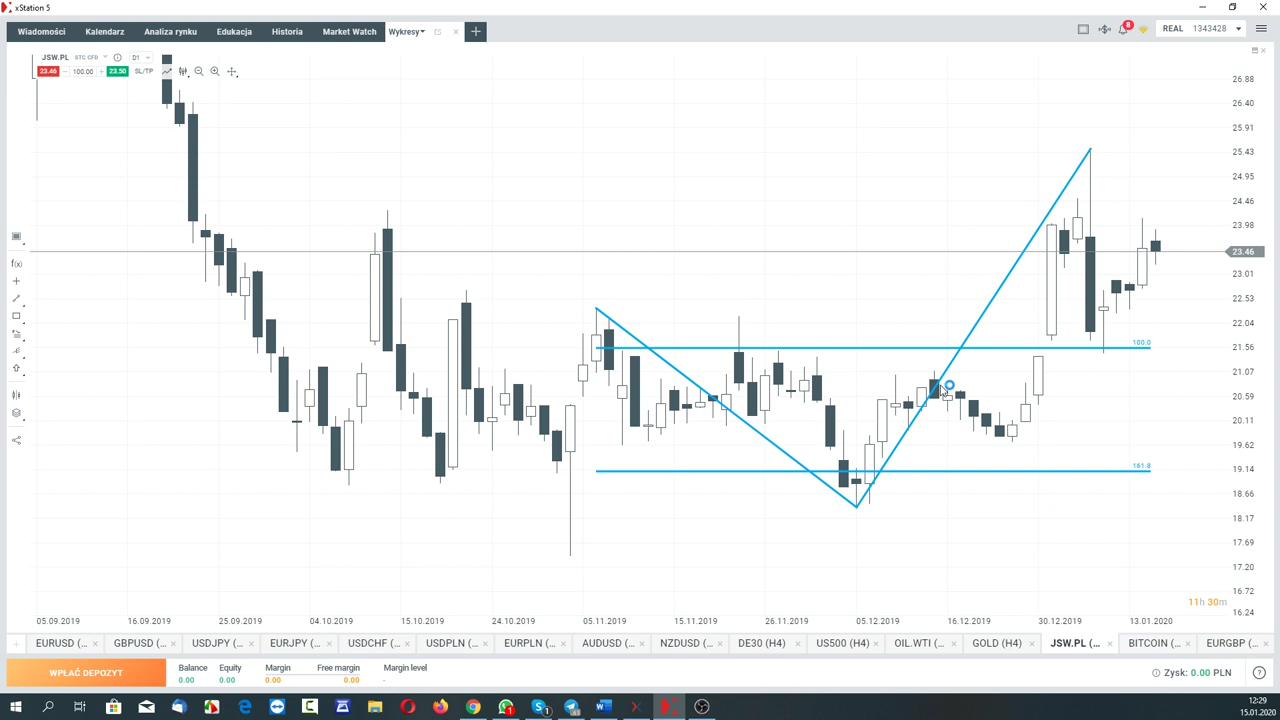 xStation 5
Wiadomości Kalendarz Analiza rynku Edukacja Historia Market Watch Wykresy
8 REAL 1343428
JSW.PL STC CFD D1
23.46 100.00 23.50 SL/TP
26.88
26.40
25.91
25.43
24.95
24.46
23.98
23.46
23.01
22.53
22.04
100.0
21.56
21.07
20.59
20.11
19.62
161.8
19.14
18.66
18.17
17.69
17.20
16.72
16.24
f(x)
11h 30m
05.09.2019 16.09.2019 25.09.2019 04.10.2019 15.10.2019 24.10.2019 05.11.2019 15.11.2019 26.11.2019 05.12.2019 16.12.2019 30.12.2019 13.01.2020
EURUSD (... GBPUSD (... USDJPY (... EURJPY (... USDCHF (... USDPLN (... EURPLN (... AUDUSD (... NZDUSD (... DE30 (H4) US500 (H4) OIL.WTI (... GOLD (H4) JSW.PL (... BITCOIN (... EURGBP (...
WPŁAĆ DEPOZYT
Balance Equity Margin Free margin Margin level
0.00 0.00 0.00 0.00 -
Zysk: 0.00 PLN
12:29
15.01.2020